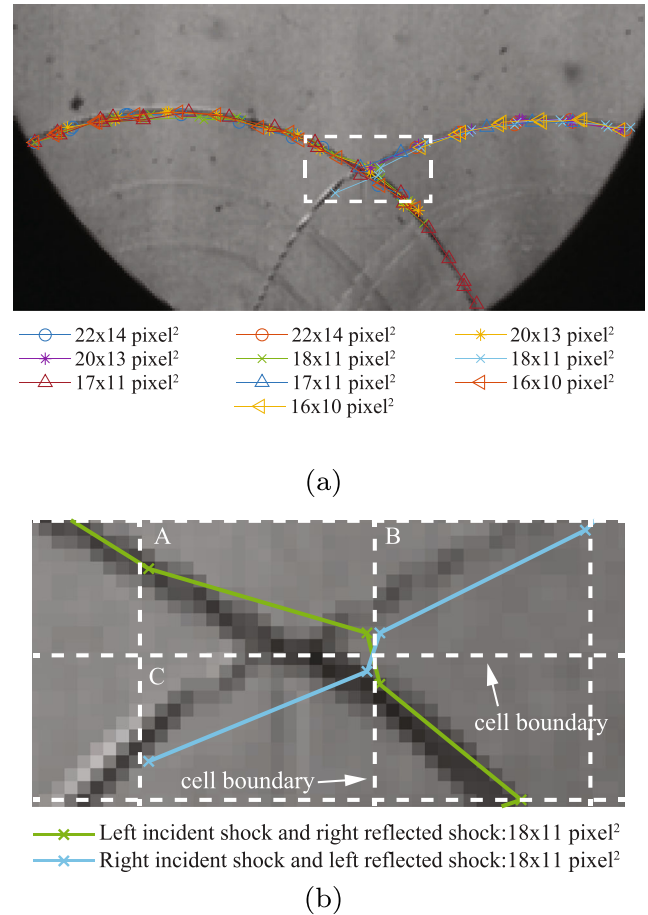 22x14 pixel² 22x14 pixel² 20x13 pixel²
20x13 pixel² 18x11 pixel² 18x11 pixel²
17x11 pixel² 17x11 pixel² 16x10 pixel²
16x10 pixel²
(a)
A B
C
cell boundary
cell boundary
Left incident shock and right reflected shock:18x11 pixel²
Right incident shock and left reflected shock:18x11 pixel²
(b)